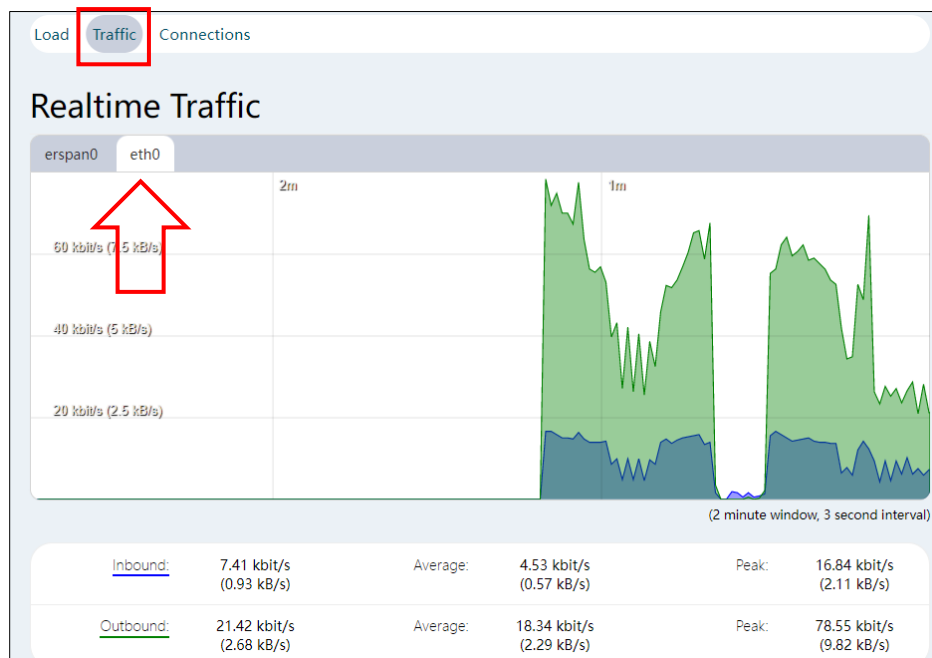 Load Traffic Connections
Realtime Traffic
erspan0 eth0
2m 1m
60 kbit/s (7.5 kB/s)
40 kbit/s (5 kB/s)
20 kbit/s (2.5 kB/s)
(2 minute window, 3 second interval)
Inbound: 7.41 kbit/s Average: 4.53 kbit/s Peak: 16.84 kbit/s
(0.93 kB/s) (0.57 kB/s) (2.11 kB/s)
Outbound: 21.42 kbit/s Average: 18.34 kbit/s Peak: 78.55 kbit/s
(2.68 kB/s) (2.29 kB/s) (9.82 kB/s)